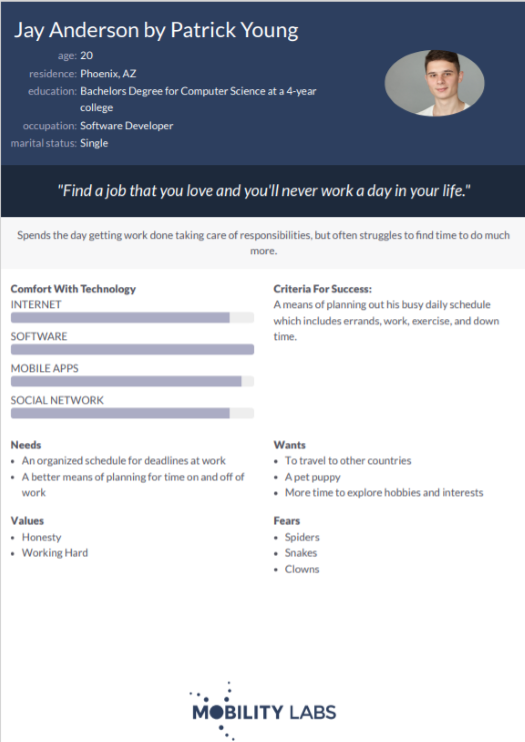 Jay Anderson by Patrick Young
age: 20
residence: Phoenix, AZ
education: Bachelors Degree for Computer Science at a 4-year
college
occupation: Software Developer
marital status: Single
"Find a job that you love and you'll never work a day in your life."
Spends the day getting work done taking care of responsibilities, but often struggles to find time to do much
more.
Comfort With Technology
INTERNET
SOFTWARE
MOBILE APPS
SOCIAL NETWORK
Criteria For Success:
A means of planning out his busy daily schedule
which includes errands, work, exercise, and down
time.
Needs
• An organized schedule for deadlines at work
• A better means of planning for time on and off of
work
Wants
• To travel to other countries
• A pet puppy
• More time to explore hobbies and interests
Values
• Honesty
• Working Hard
Fears
• Spiders
• Snakes
• Clowns
MOBILITY LABS